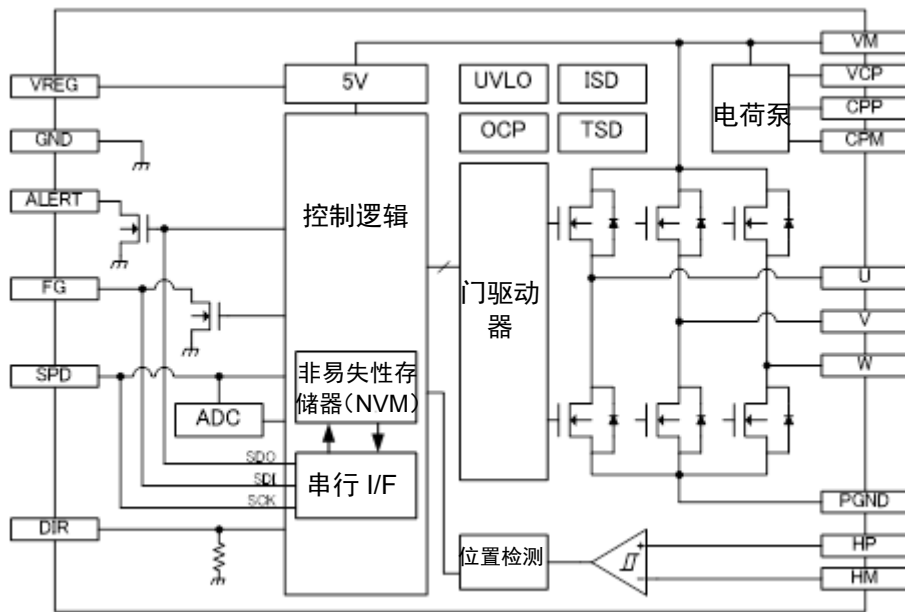 VM
VREG
5V
UVLO
ISD
VCP
电荷泵
CPP
GND
OCP
TSD
CPM
ALERT
控制逻辑
FG
门驱动
器
U
V
SPD
非易失性存
储器(NVM)
W
ADC
SDO
SDI
SCK
串行 I/F
PGND
DIR
位置检测
+
-
HP
HM